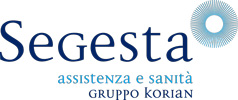 Segesta
assistenza e sanità
gruppo korian